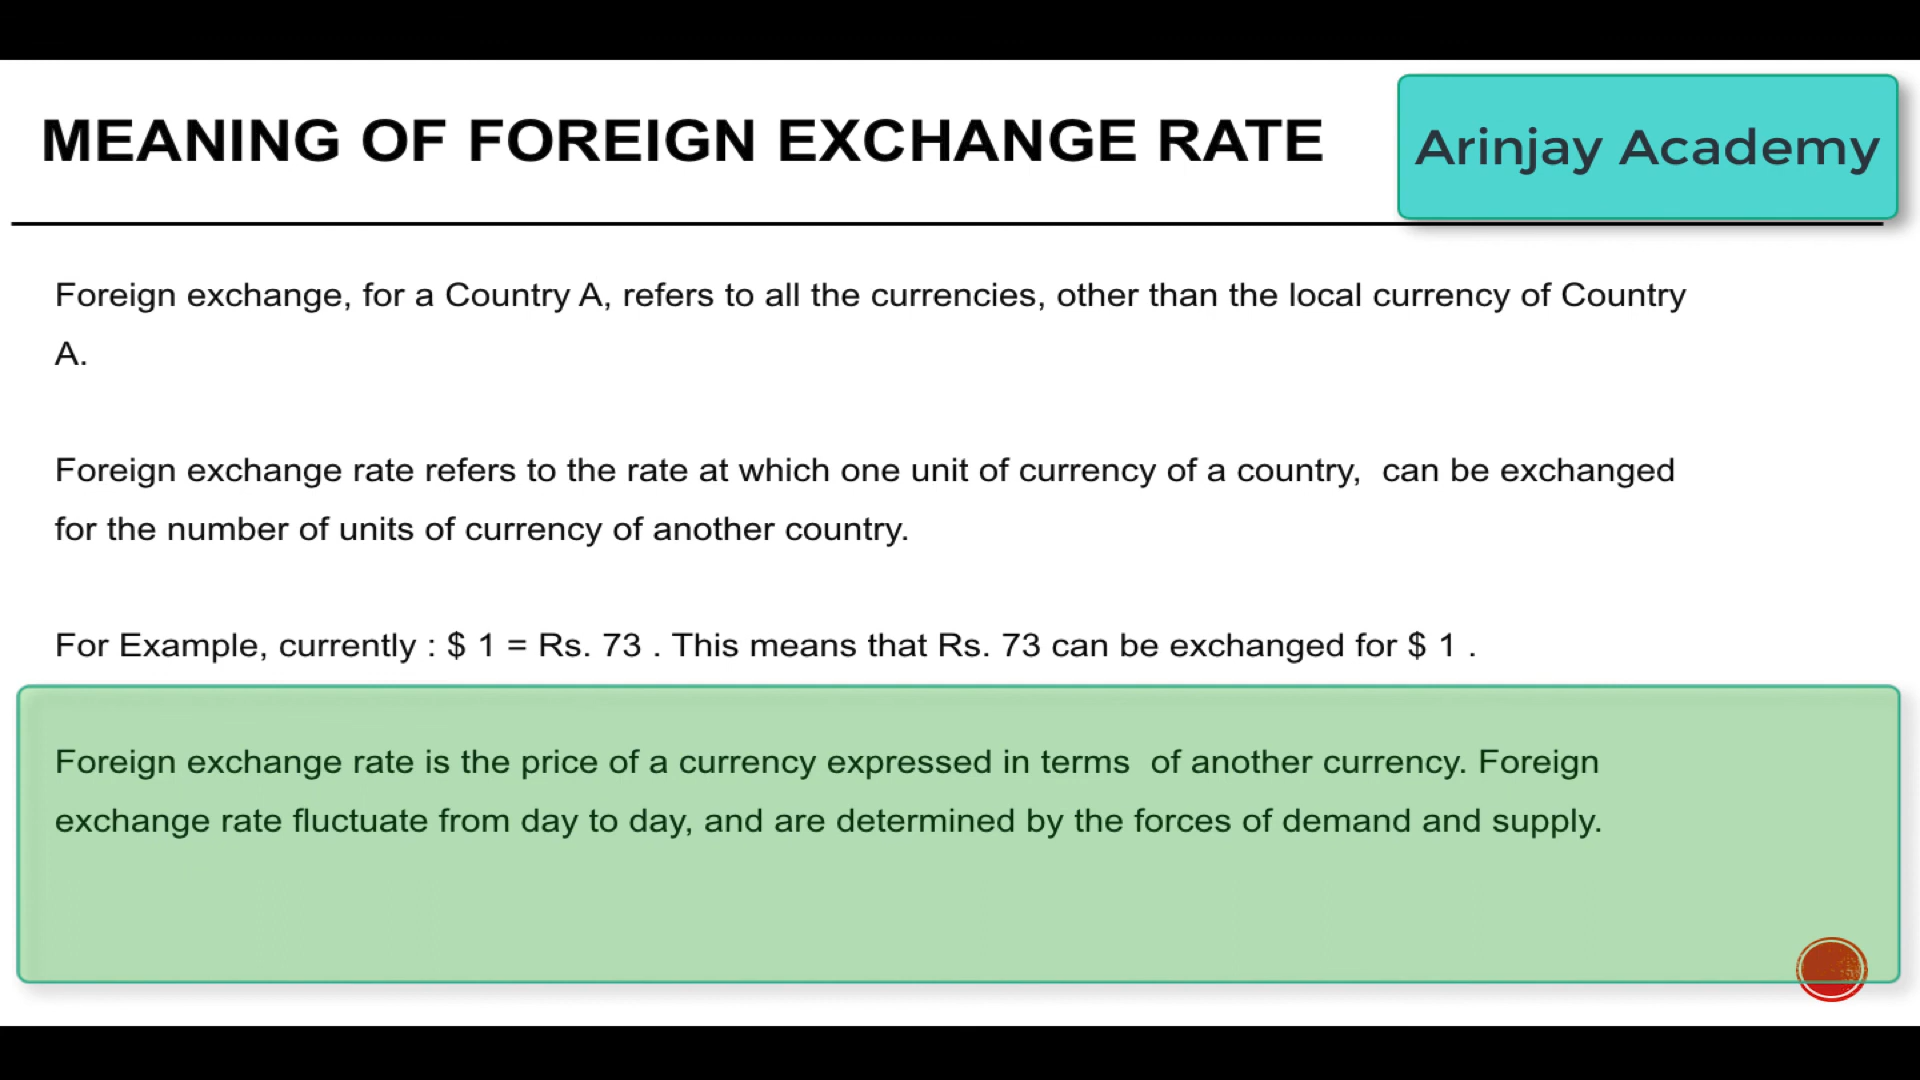 MEANING OF FOREIGN EXCHANGE RATE
Arinjay Academy
Foreign exchange, for a Country A, refers to all the currencies, other than the local currency of Country
A.
Foreign exchange rate refers to the rate at which one unit of currency of a country,  can be exchanged
for the number of units of currency of another country.
For Example, currently : $ 1 = Rs. 73 . This means that Rs. 73 can be exchanged for $ 1 .
Foreign exchange rate is the price of a currency expressed in terms  of another currency. Foreign
exchange rate fluctuate from day to day, and are determined by the forces of demand and supply.